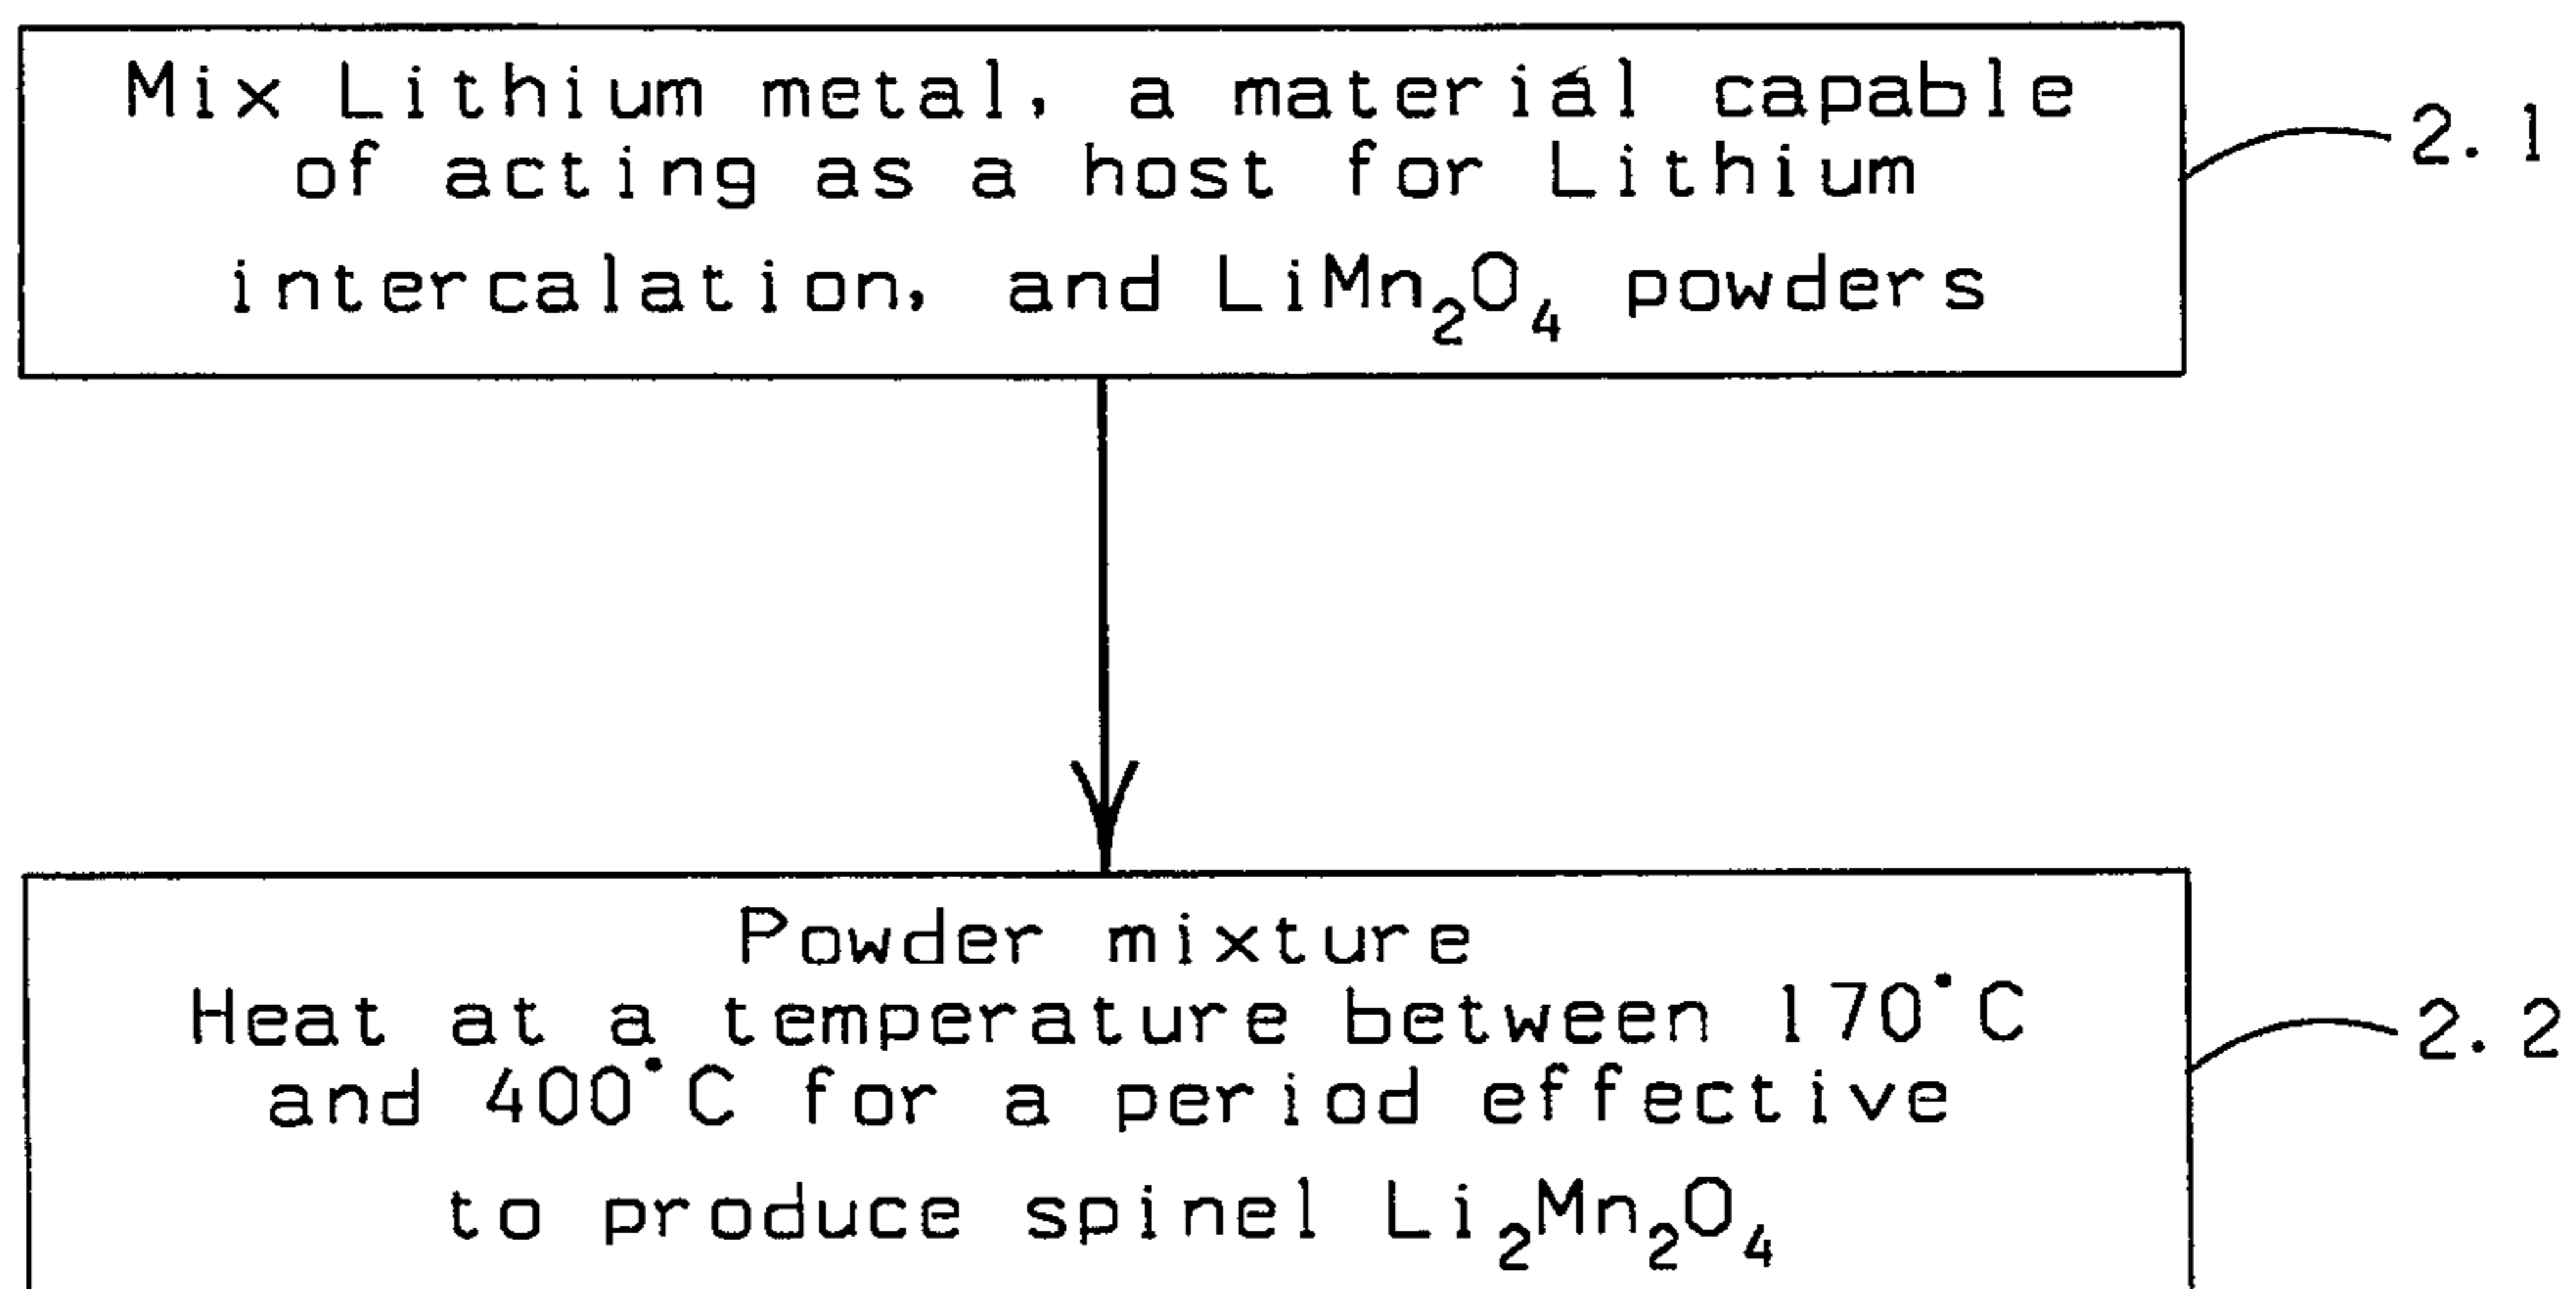 Mix Lithium metal, a material capable
of acting as a host for Lithium
intercalation, and LiMn₂O₄ powders
2.1
Powder mixture
Heat at a temperature between 170°C
and 400°C for a period effective
to produce spinel Li₂Mn₂O₄
2.2